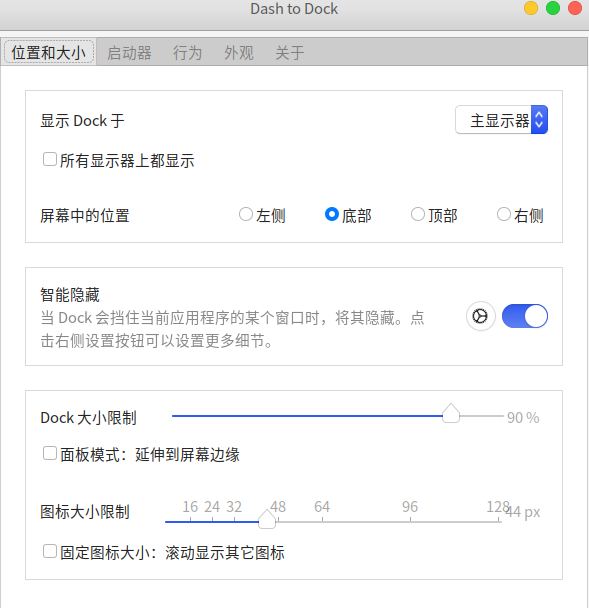 Dash to Dock
位置和大小 启动器 行为 外观 关于
显示 Dock 于 主显示器
所有显示器上都显示
屏幕中的位置 左侧 底部 顶部 右侧
智能隐藏
当 Dock 会挡住当前应用程序的某个窗口时，将其隐藏。点
击右侧设置按钮可以设置更多细节。
Dock 大小限制 90 %
面板模式：延伸到屏幕边缘
16 24 32 48 64 96 128
图标大小限制 44 px
固定图标大小：滚动显示其它图标